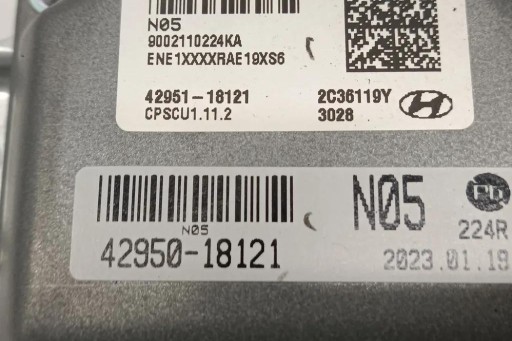 N05
9002110224KA
ENE1XXXXRAE19XS6
42951-18121 2C36119Y
CPSCU1.11.2 3028
N05
42950-18121
N05
224R
2023.01.19